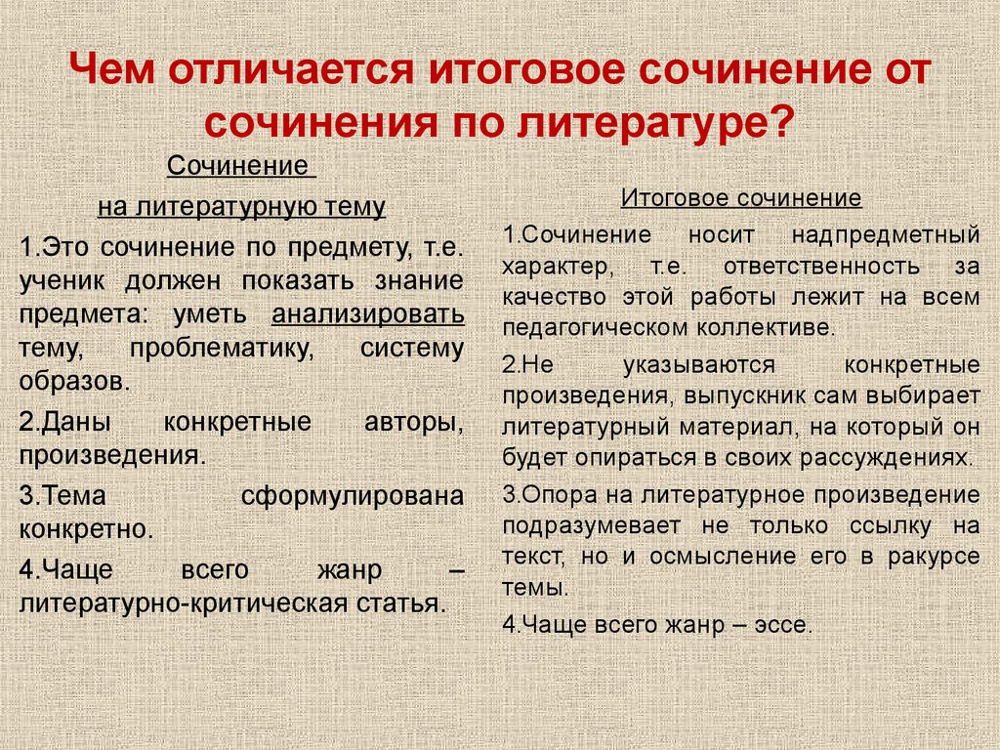 Чем отличается итоговое сочинение от
сочинения по литературе?
Сочинение
на литературную тему
1.Это сочинение по предмету, т.е.
ученик должен показать знание
предмета: уметь анализировать
тему, проблематику, систему
образов.
2.Даны конкретные авторы,
произведения.
3.Тема сформулирована
конкретно.
4.Чаще всего жанр –
литературно-критическая статья.
Итоговое сочинение
1.Сочинение носит надпредметный
характер, т.е. ответственность за
качество этой работы лежит на всем
педагогическом коллективе.
2.Не указываются конкретные
произведения, выпускник сам выбирает
литературный материал, на который он
будет опираться в своих рассуждениях.
3.Опора на литературное произведение
подразумевает не только ссылку на
текст, но и осмысление его в ракурсе
темы.
4.Чаще всего жанр – эссе.